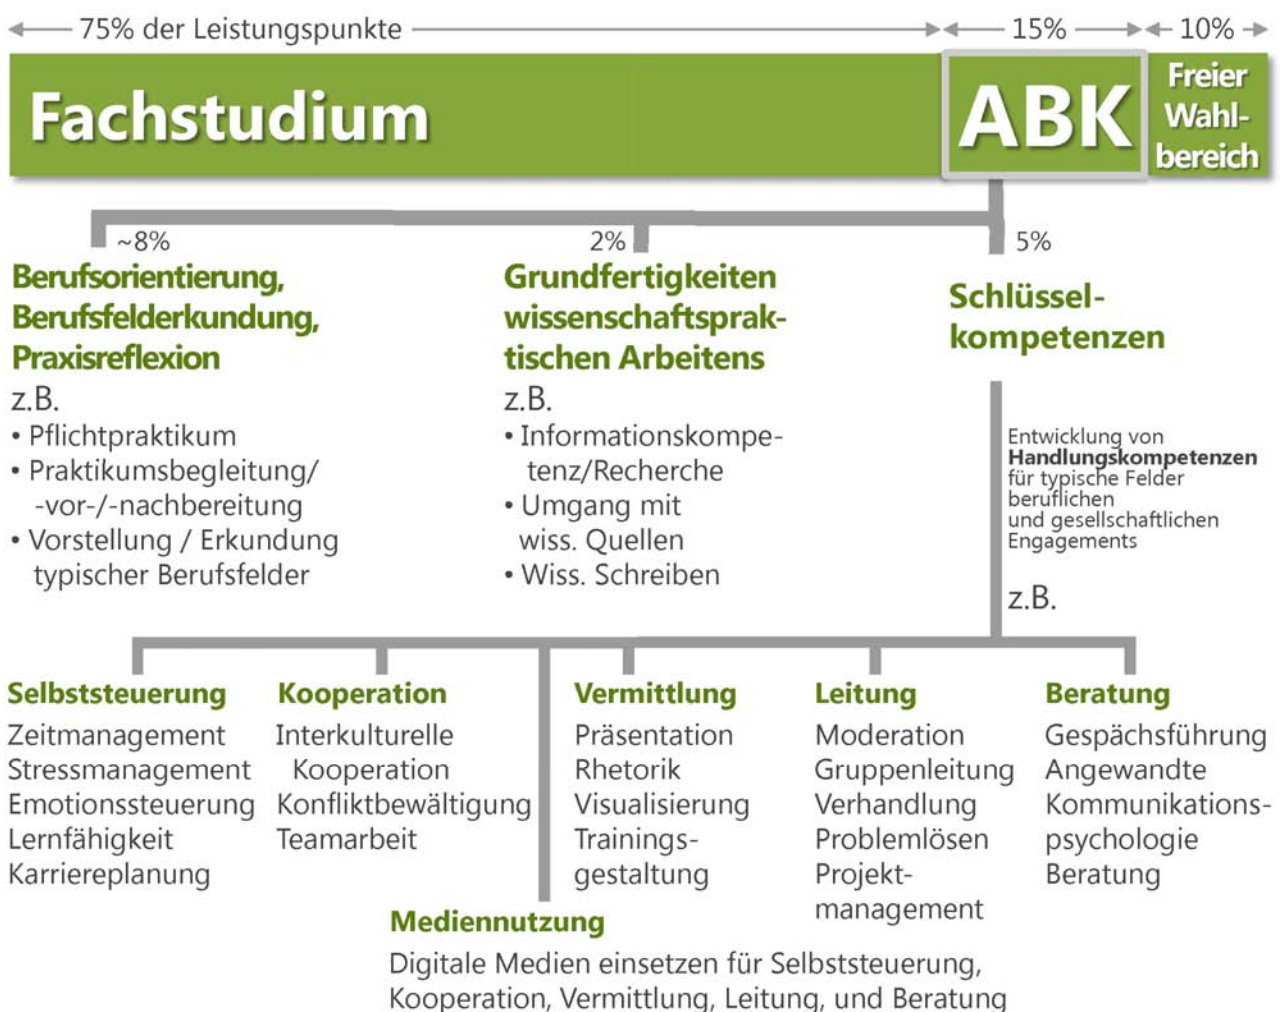 75% der Leistungspunkte
15%
10%
Fachstudium
ABK
Freier
Wahl-
bereich
~8%
Berufsorientierung,
Berufsfelderkundung,
Praxisreflexion
z.B.
• Pflichtpraktikum
• Praktikumsbegleitung/
-vor-/-nachbereitung
• Vorstellung / Erkundung
typischer Berufsfelder
2%
Grundfertigkeiten
wissenschaftsprak-
tischen Arbeitens
z.B.
• Informationskompe-
tenz/Recherche
• Umgang mit
wiss. Quellen
• Wiss. Schreiben
5%
Schlüssel-
kompetenzen
Entwicklung von
Handlungskompetenzen
für typische Felder
beruflichen
und gesellschaftlichen
Engagements
z.B.
Selbststeuerung
Zeitmanagement
Stressmanagement
Emotionssteuerung
Lernfähigkeit
Karriereplanung
Kooperation
Interkulturelle
Kooperation
Konfliktbewältigung
Teamarbeit
Vermittlung
Präsentation
Rhetorik
Visualisierung
Trainings-
gestaltung
Leitung
Moderation
Gruppenleitung
Verhandlung
Problemlösen
Projekt-
management
Beratung
Gespächsführung
Angewandte
Kommunikations-
psychologie
Beratung
Mediennutzung
Digitale Medien einsetzen für Selbststeuerung,
Kooperation, Vermittlung, Leitung, und Beratung